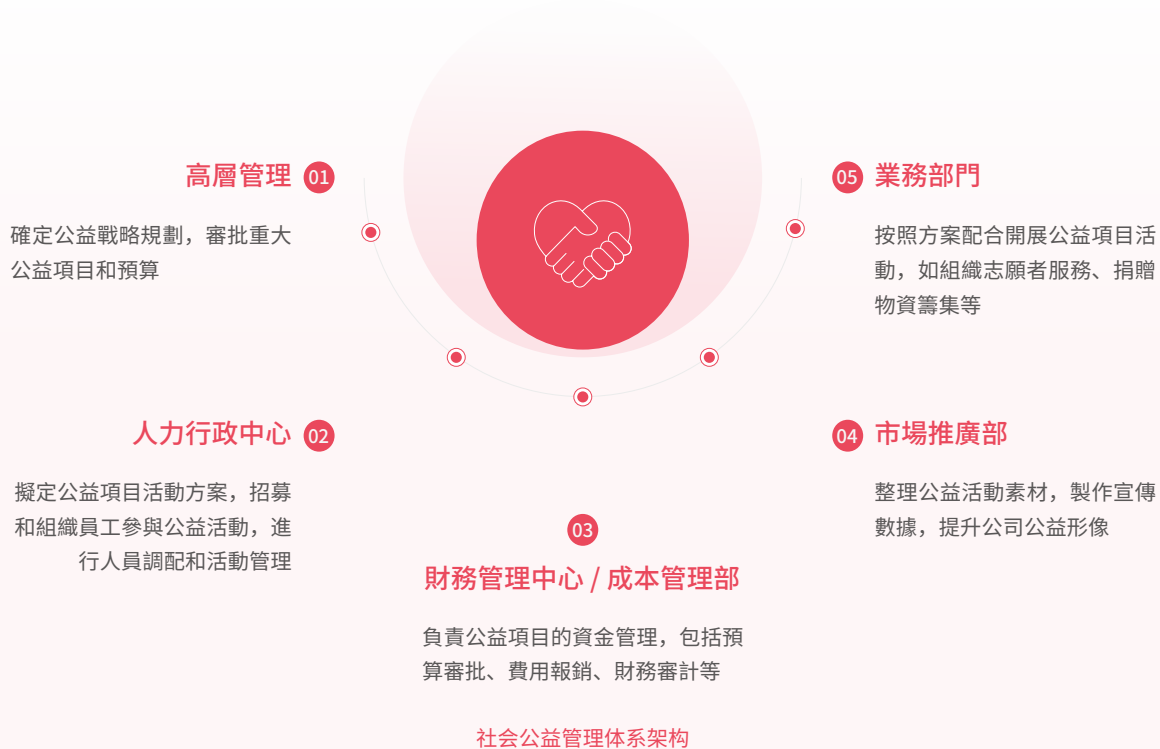 高層管理 01
確定公益戰略規劃，審批重大
公益項目和預算
人力行政中心 02
擬定公益項目活動方案，招募
和組織員工參與公益活動，進
行人員調配和活動管理
03
財務管理中心 / 成本管理部
負責公益項目的資金管理，包括預
算審批、費用報銷、財務審計等
04 市場推廣部
整理公益活動素材，製作宣傳
數據，提升公司公益形像
05 業務部門
按照方案配合開展公益項目活
動，如組織志願者服務、捐贈
物資籌集等
社会公益管理体系架构